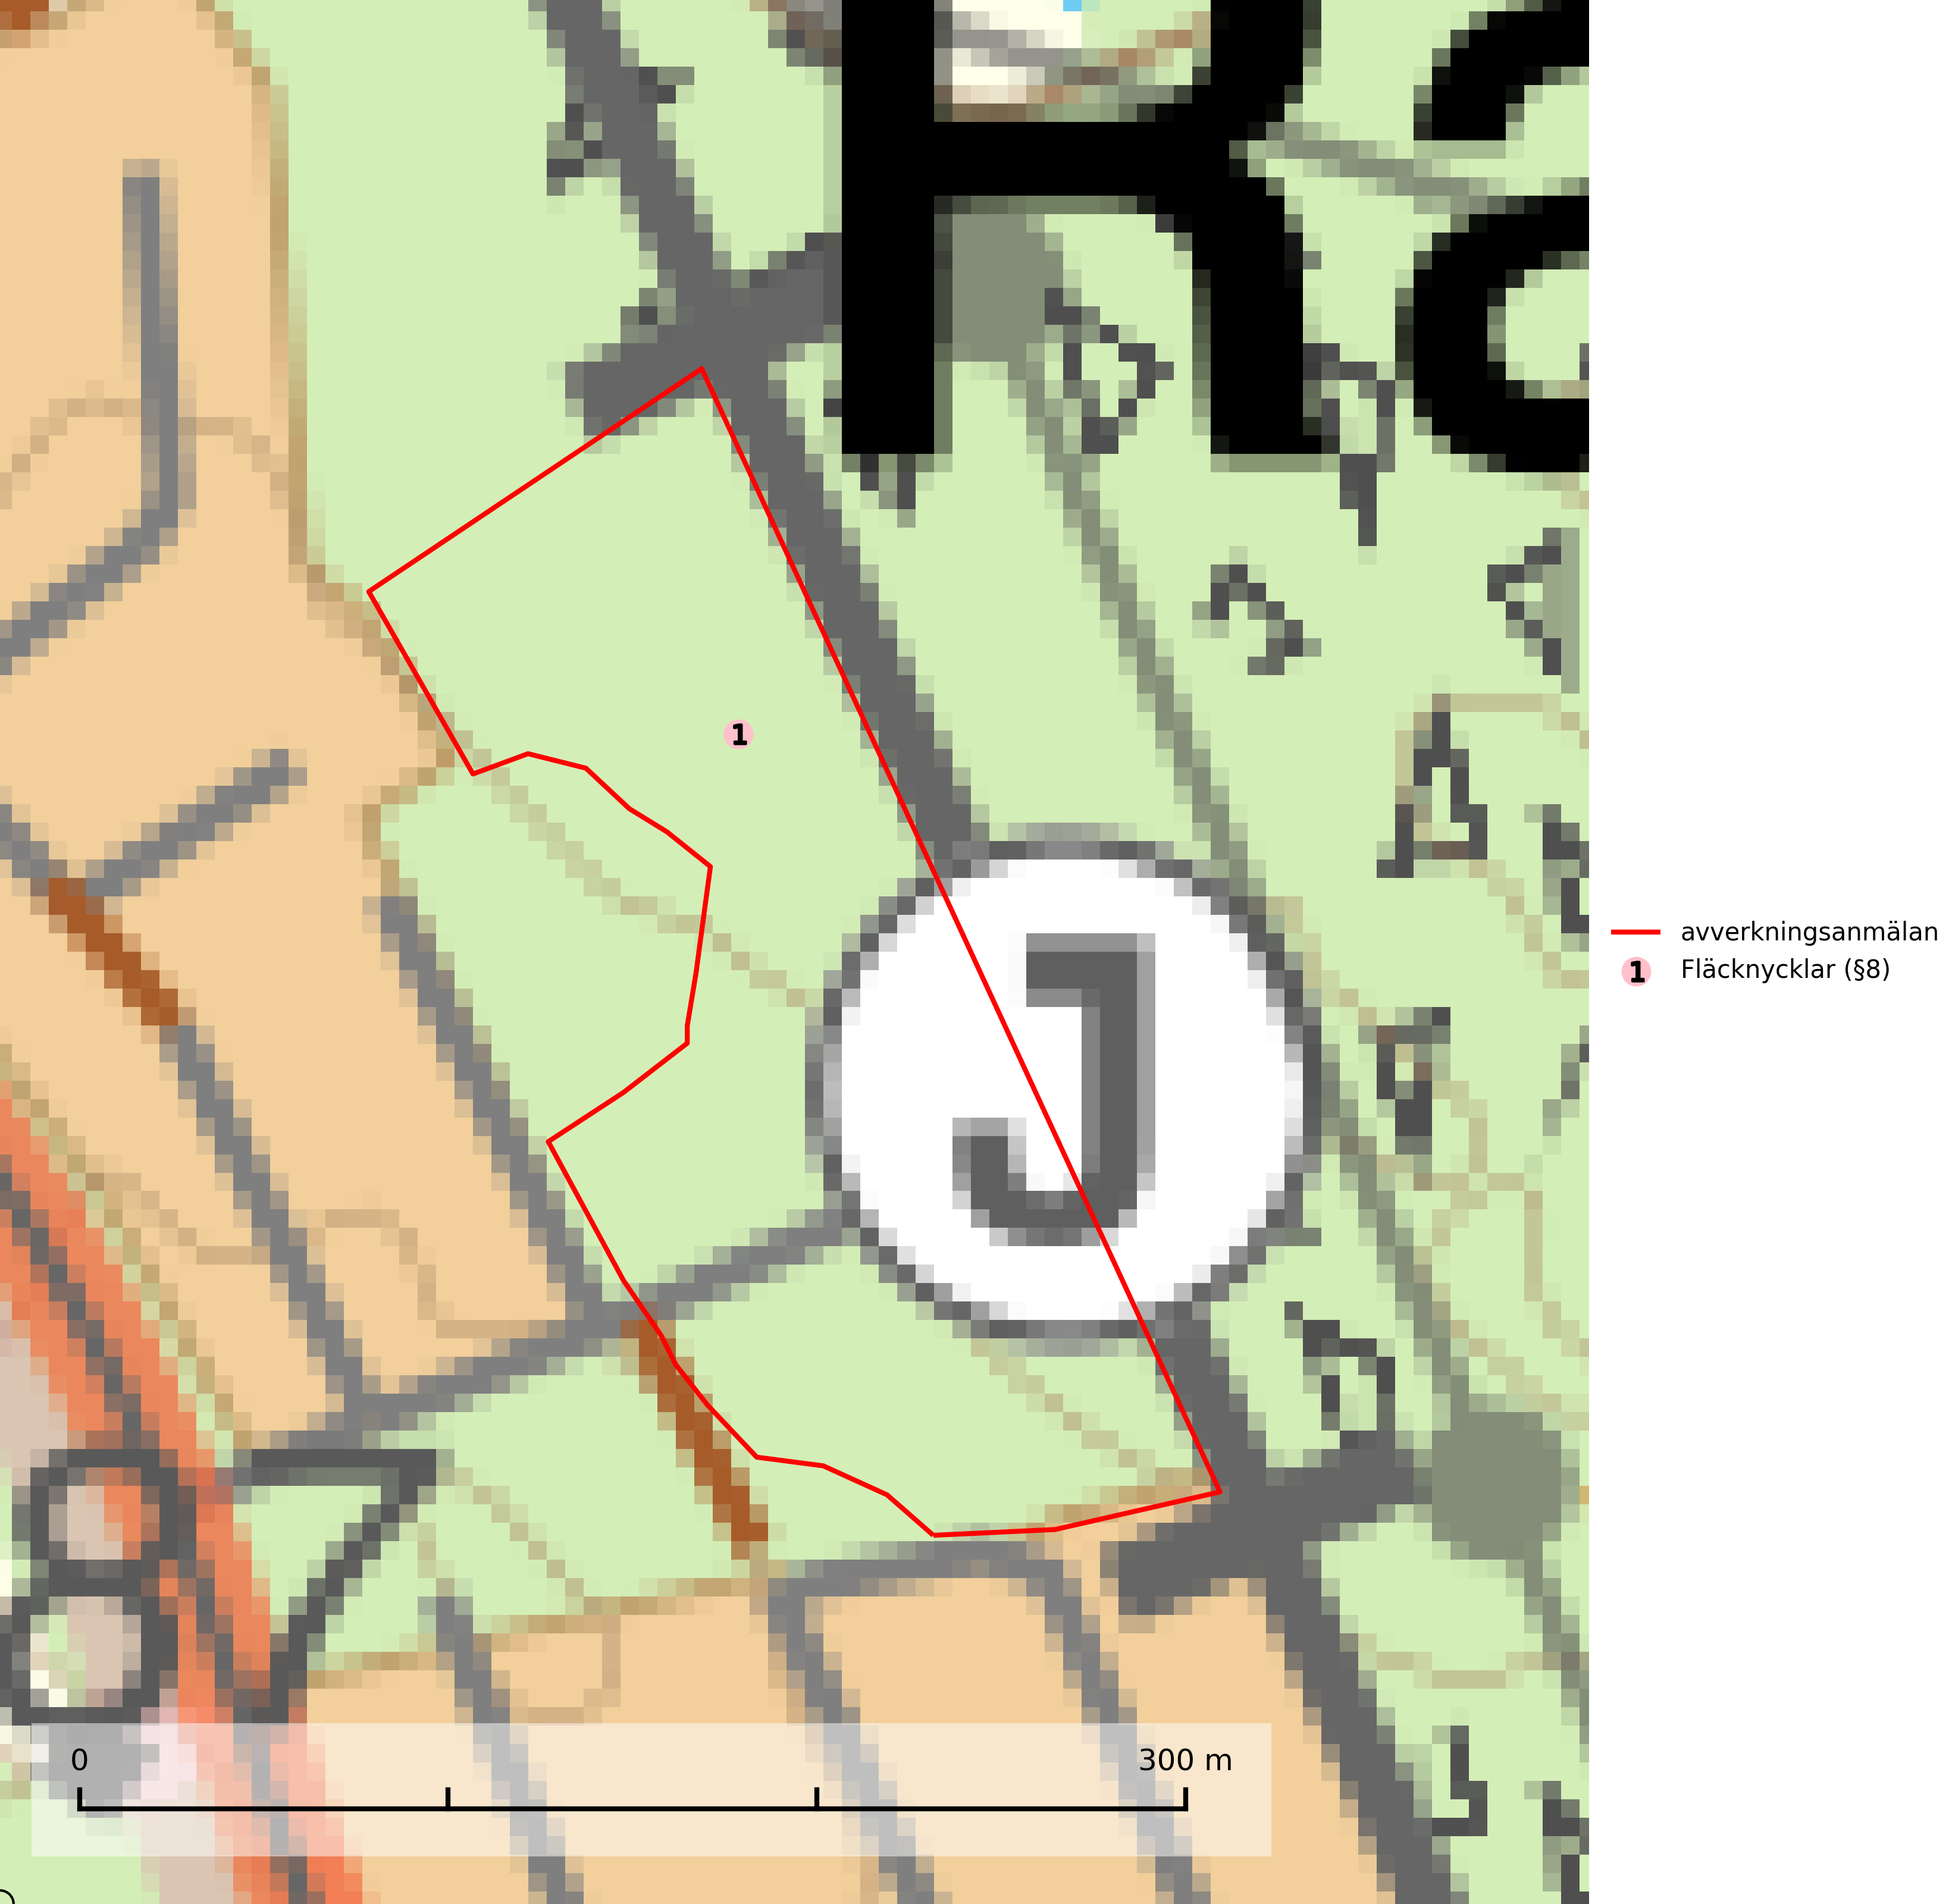 R
J
1
avverkningsanmälan
1 Fläcknycklar (§8)
0 300 m